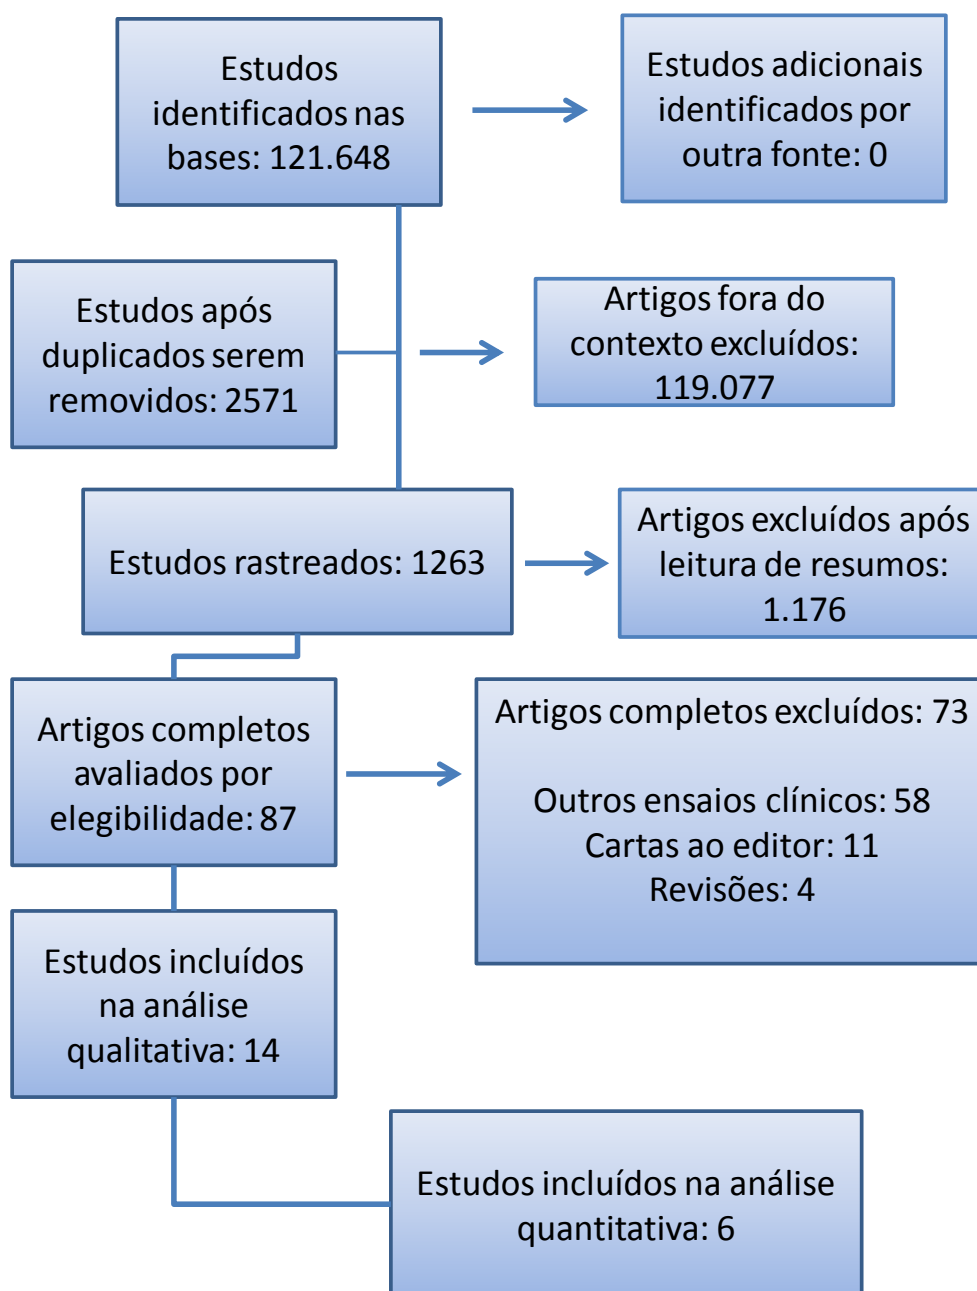 Estudos
identificados nas
bases: 121.648
Estudos adicionais
identificados por
outra fonte: 0
Estudos após
duplicados serem
removidos: 2571
Artigos fora do
contexto excluídos:
119.077
Estudos rastreados: 1263
Artigos excluídos após
leitura de resumos:
1.176
Artigos completos
avaliados por
elegibilidade: 87
Artigos completos excluídos: 73
Outros ensaios clínicos: 58
Cartas ao editor: 11
Revisões: 4
Estudos incluídos
na análise
qualitativa: 14
Estudos incluídos na análise
quantitativa: 6